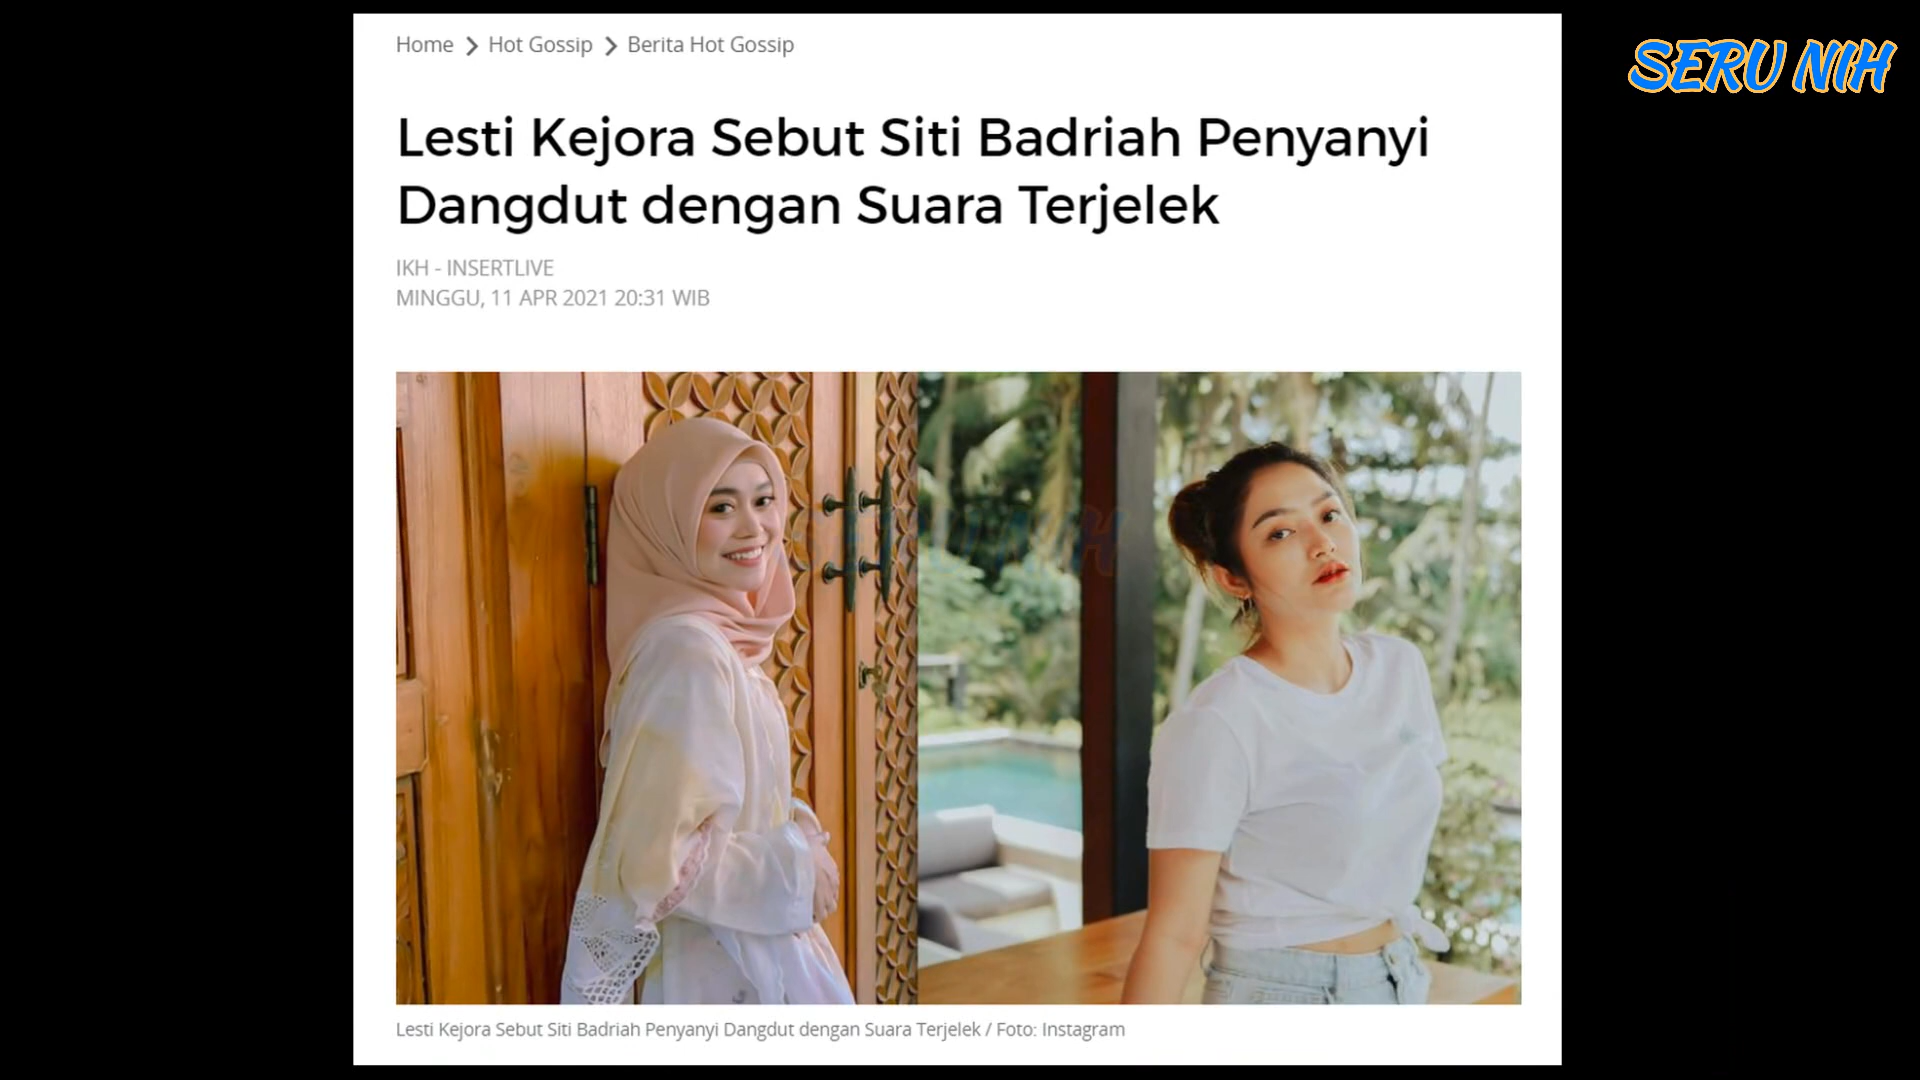 SERU NIH
Home > Hot Gossip > Berita Hot Gossip
Lesti Kejora Sebut Siti Badriah Penyanyi
Dangdut dengan Suara Terjelek
IKH - INSERTLIVE
MINGGU, 11 APR 2021 20:31 WIB
SERU NIH
Lesti Kejora Sebut Siti Badriah Penyanyi Dangdut dengan Suara Terjelek / Foto: Instagram